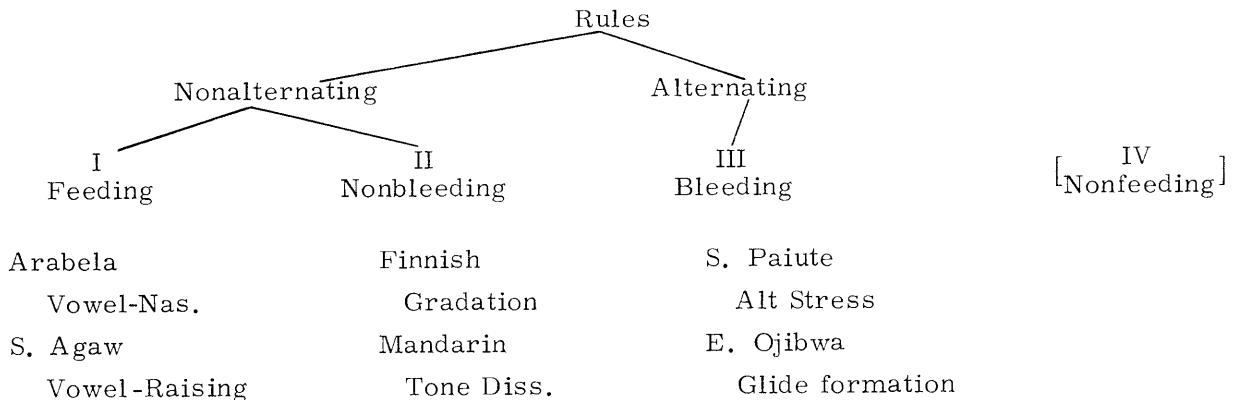 Rules
Nonalternating Alternating
I II III IV
Feeding Nonbleeding Bleeding [Nonfeeding]
Arabela Finnish S. Paiute
Vowel-Nas. Gradation Alt Stress
S. Agaw Mandarin E. Ojibwa
Vowel-Raising Tone Diss. Glide formation